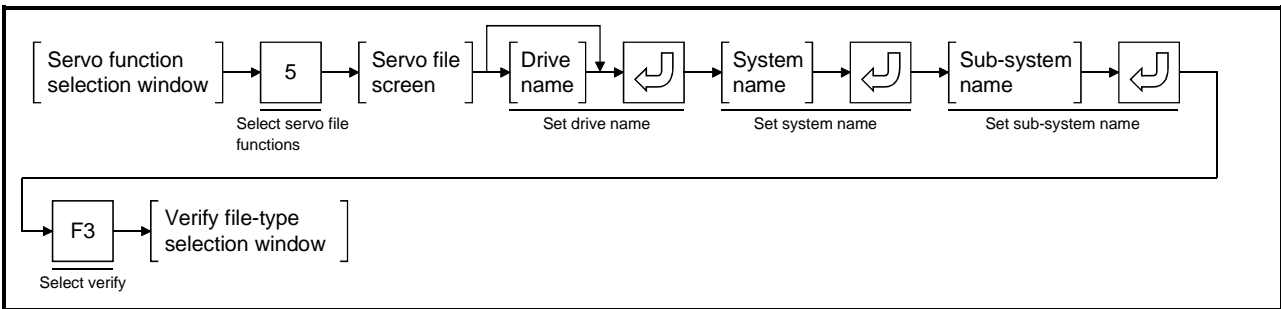 Servo function
selection window
5
Select servo file
functions
Servo file
screen
Drive
name
Set drive name
System
name
Set system name
Sub-system
name
Set sub-system name
F3
Select verify
Verify file-type
selection window